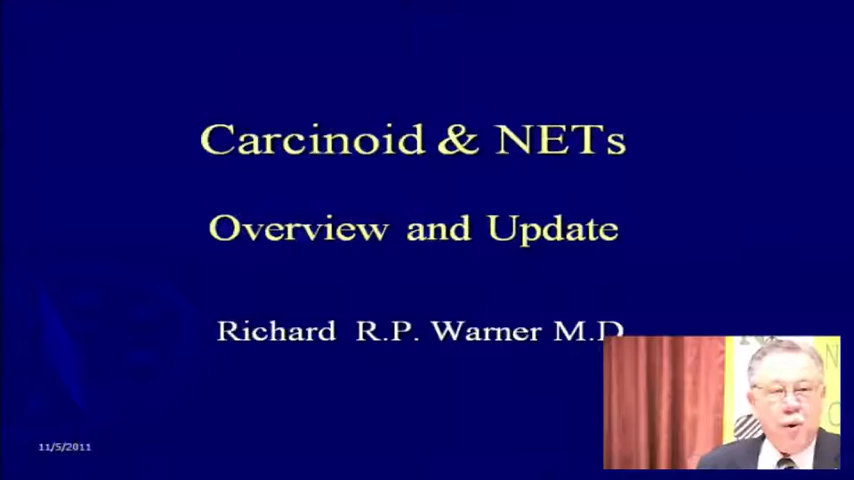 Carcinoid & NETs
Overview and Update
Richard R.P. Warner M.D
11/5/2011